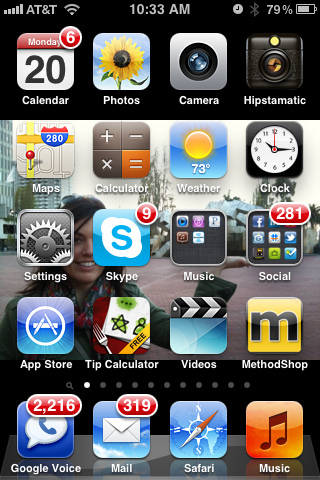 AT&T 10:33 AM 79%
Monday 6
20
Calendar Photos Camera Hipstamatic
280
73°
Maps Calculator Weather Clock
9 281
Settings Skype Music Social
FREE
m
App Store Tip Calculator Videos MethodShop
2,216 319
Google Voice Mail Safari Music